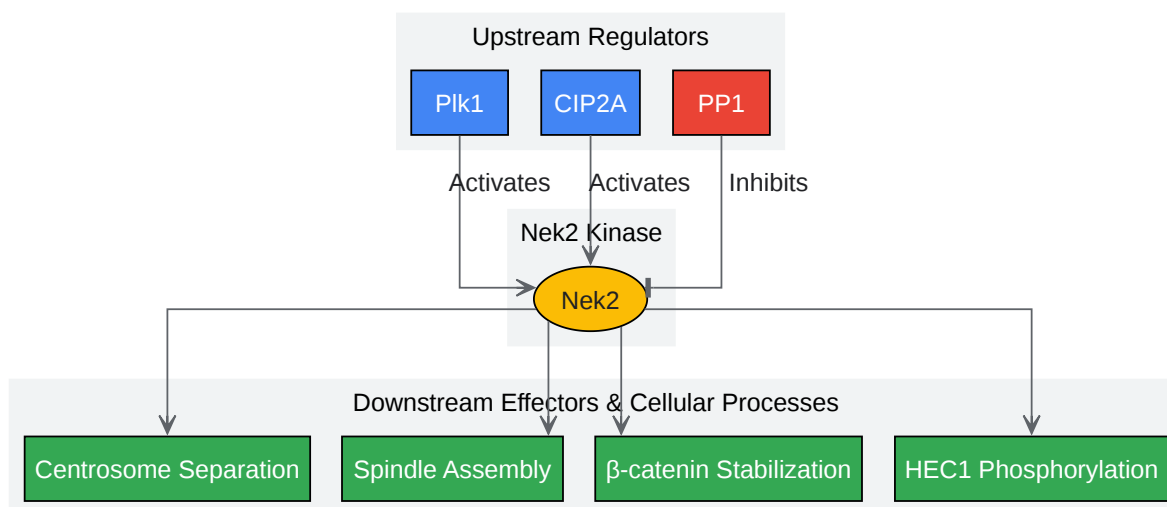 Upstream Regulators
Plk1
CIP2A
PP1
Activates
Activates
Inhibits
Nek2 Kinase
Nek2
Downstream Effectors & Cellular Processes
Centrosome Separation
Spindle Assembly
β-catenin Stabilization
HEC1 Phosphorylation